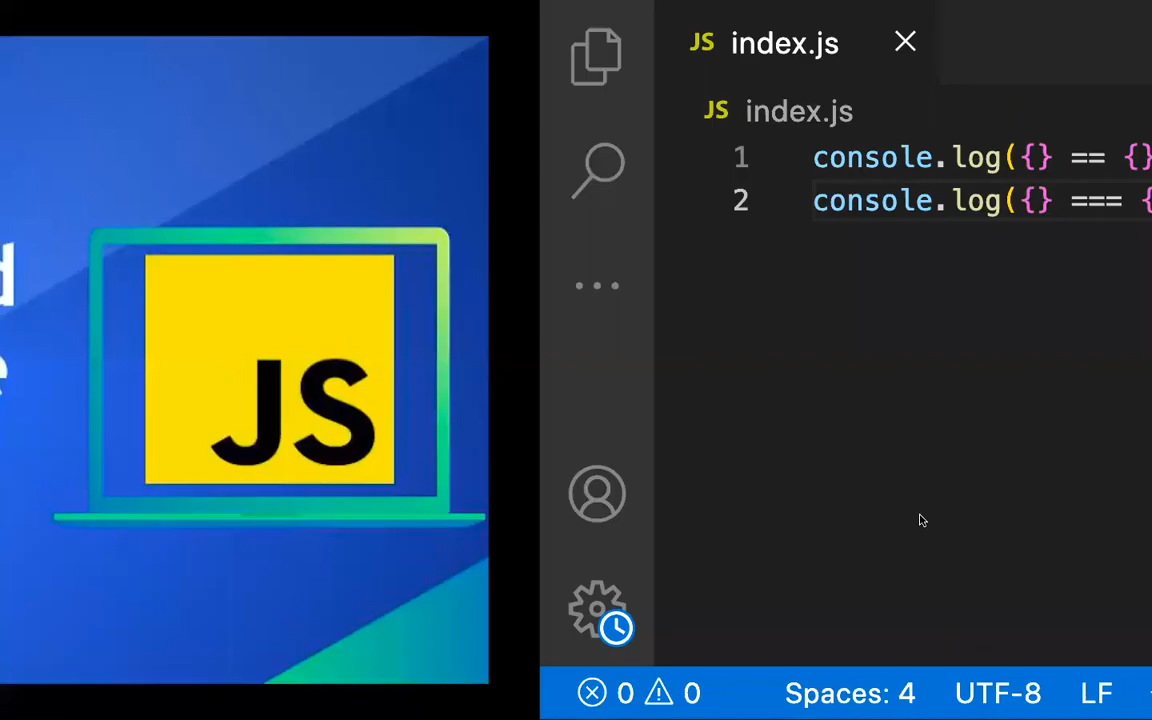 JS index.js
JS index.js
1 console.log({} == {}
2 console.log({} === {
JS
0 0 Spaces: 4 UTF-8 LF